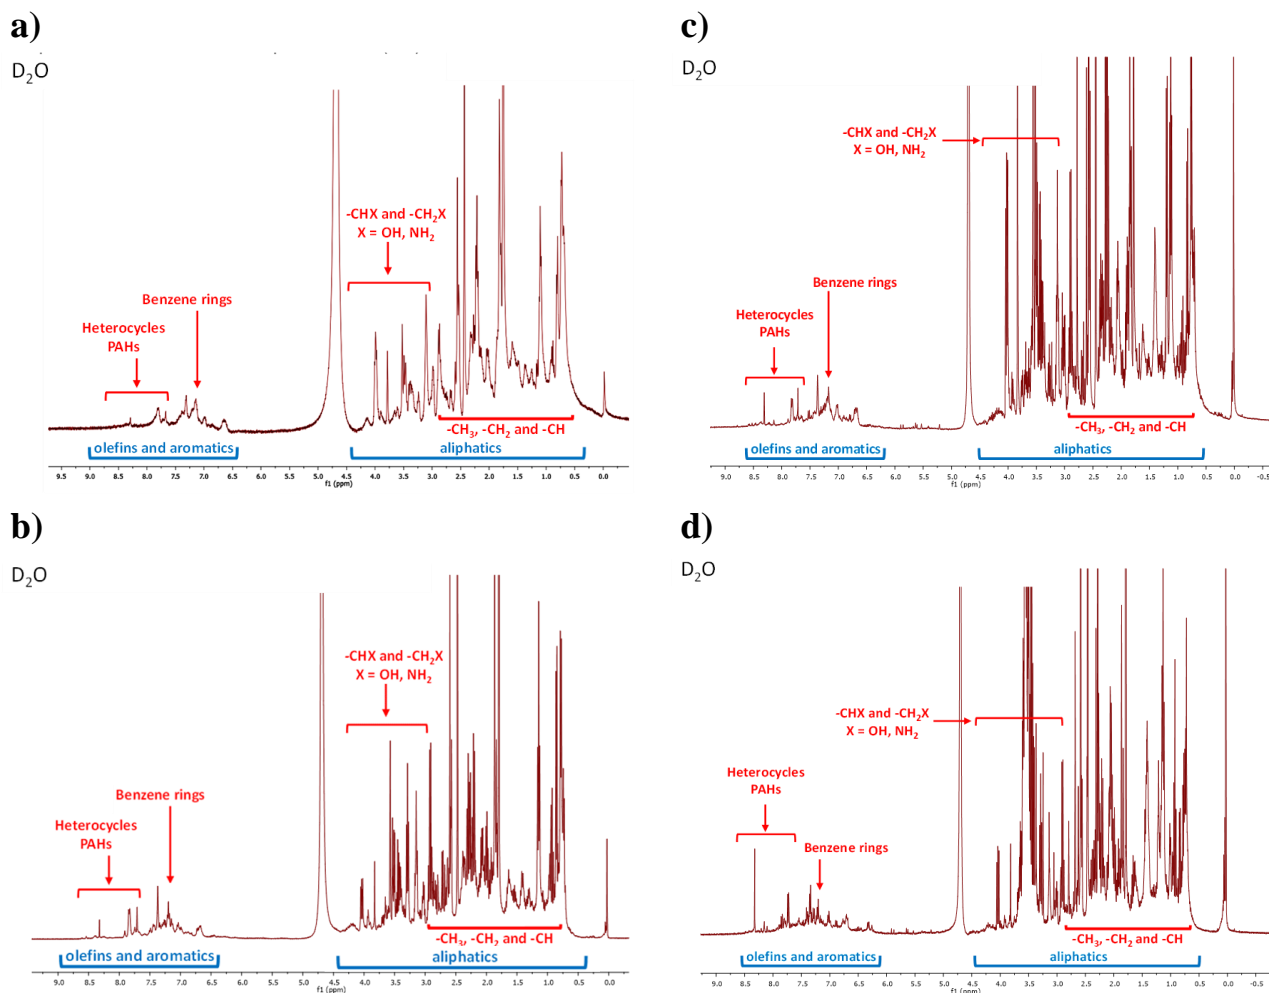 a)
D2O
-CHX and -CH2X
X = OH, NH2
Benzene rings
Heterocycles
PAHs
-CH3, -CH2 and -CH
olefins and aromatics
aliphatics
9.5 9.0 8.5 8.0 7.5 7.0 6.5 6.0 5.5 5.0 4.5 4.0 3.5 3.0 2.5 2.0 1.5 1.0 0.5 0.0
f1 (ppm)
c)
D2O
-CHX and -CH2X
X = OH, NH2
Benzene rings
Heterocycles
PAHs
-CH3, -CH2 and -CH
olefins and aromatics
aliphatics
9.0 8.5 8.0 7.5 7.0 6.5 6.0 5.5 5.0 4.5 4.0 3.5 3.0 2.5 2.0 1.5 1.0 0.5 0.0 -0.5
f1 (ppm)
b)
D2O
-CHX and -CH2X
X = OH, NH2
Benzene rings
Heterocycles
PAHs
-CH3, -CH2 and -CH
olefins and aromatics
aliphatics
9.0 8.5 8.0 7.5 7.0 6.5 6.0 5.5 5.0 4.5 4.0 3.5 3.0 2.5 2.0 1.5 1.0 0.5 0.0
f1 (ppm)
d)
D2O
-CHX and -CH2X
X = OH, NH2
Heterocycles
PAHs
Benzene rings
-CH3, -CH2 and -CH
olefins and aromatics
aliphatics
9.0 8.5 8.0 7.5 7.0 6.5 6.0 5.5 5.0 4.5 4.0 3.5 3.0 2.5 2.0 1.5 1.0 0.5 0.0 -0.5
f1 (ppm)